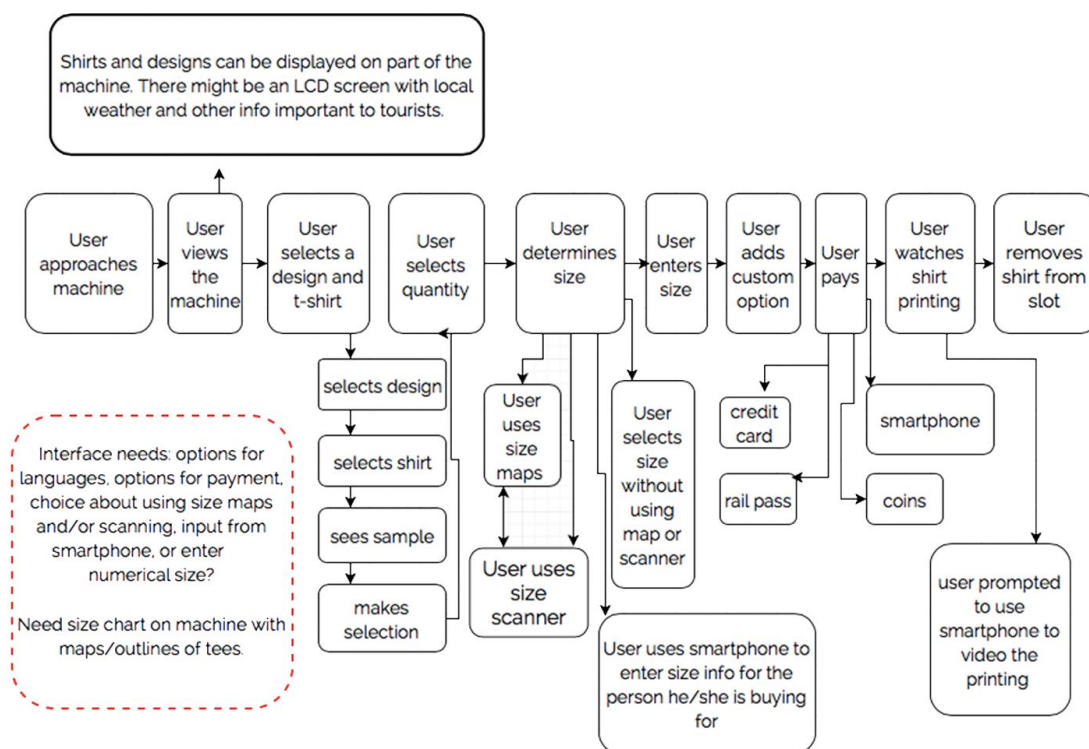 Shirts and designs can be displayed on part of the
machine. There might be an LCD screen with local
weather and other info important to tourists.
User
approaches
machine
User
views
the
machine
User
selects a
design and
t-shirt
User
selects
quantity
User
determines
size
User
enters
size
User
adds
custom
option
User
pays
User
watches
shirt
printing
User
removes
shirt from
slot
selects design
selects shirt
sees sample
makes
selection
User
uses
size
maps
User uses
size
scanner
User
selects size
without
using
map or
scanner
User uses smartphone to
enter size info for the
person he/she is buying
for
credit
card
rail pass
smartphone
coins
user prompted
to use
smartphone to
video the
printing
Interface needs: options for
languages, options for payment,
choice about using size maps
and/or scanning, input from
smartphone, or enter
numerical size?
Need size chart on machine with
maps/outlines of tees.